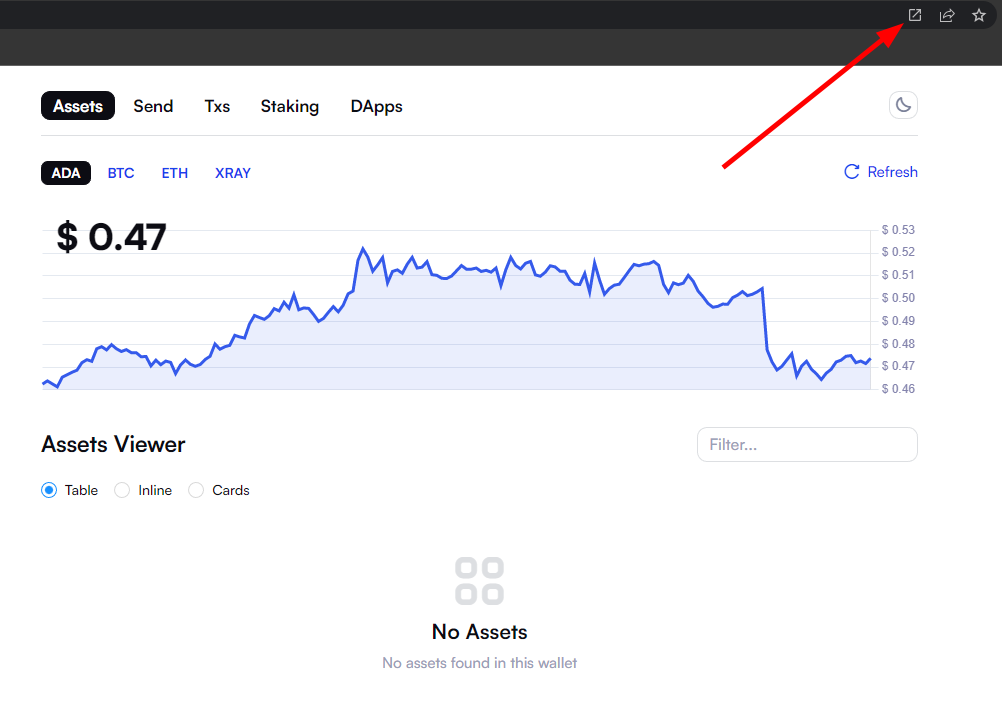 Assets Send Txs Staking DApps
ADA BTC ETH XRAY Refresh
$ 0.47
$ 0.53
$ 0.52
$ 0.51
$ 0.50
$ 0.49
$ 0.48
$ 0.47
$ 0.46
Assets Viewer Filter...
Table Inline Cards
No Assets
No assets found in this wallet